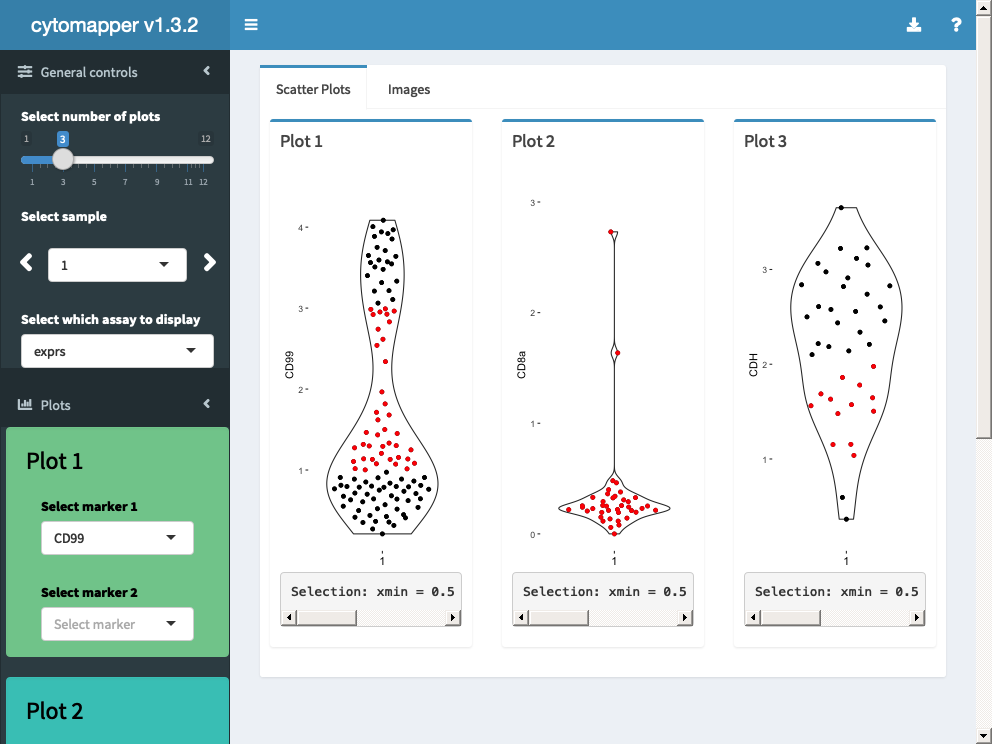 cytomapper v1.3.2
?
General controls
Select number of plots
1 3 12
1 3 5 7 9 11 12
Select sample
1
Select which assay to display
exprs
Plots
Plot 1
Select marker 1
CD99
Select marker 2
Select marker
Plot 2
Scatter Plots
Images
Plot 1
4
3
2
1
CD99
1
Selection: xmin = 0.5
Plot 2
3
2
1
0
CD8a
1
Selection: xmin = 0.5
Plot 3
3
2
1
CDH
1
Selection: xmin = 0.5